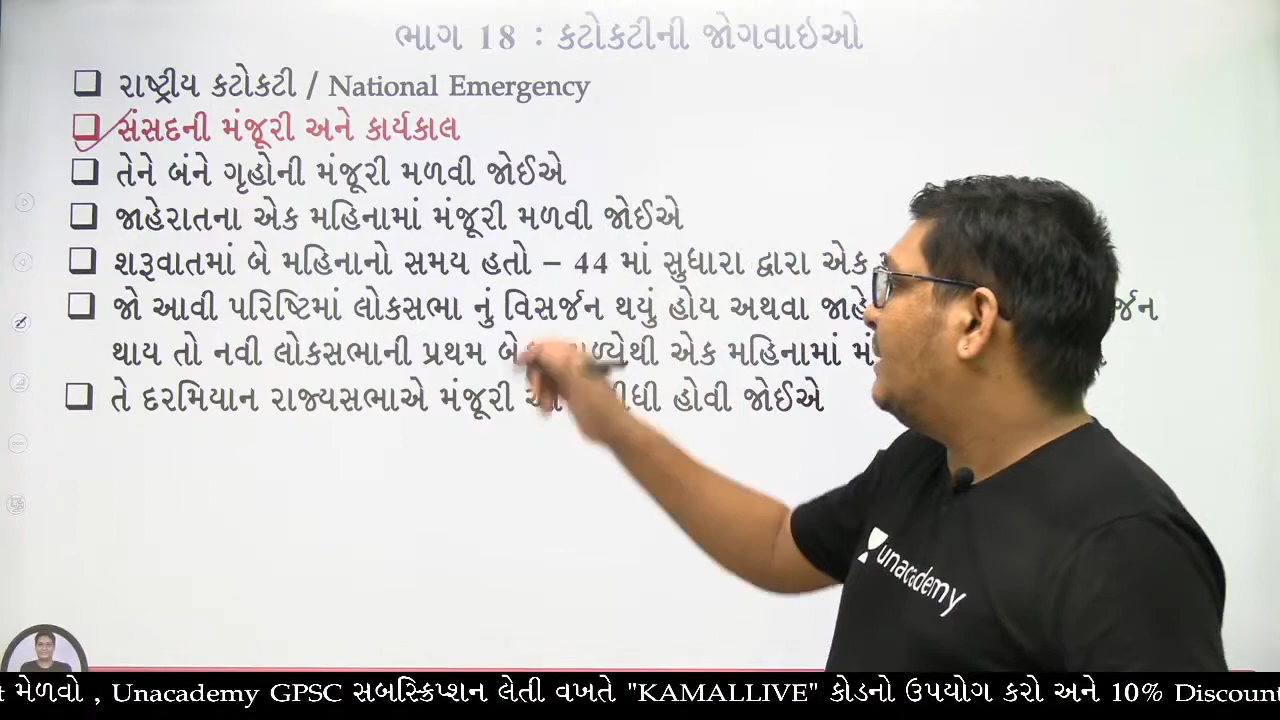 ભાગ 18 : કટોકટીની જોગવાઇઓ
રાષ્ટ્રીય કટોકટી / National Emergency
સંસદની મંજૂરી અને કાર્યકાલ
તેને બંને ગૃહોની મંજૂરી મળવી જોઈએ
જાહેરાતના એક મહિનામાં મંજૂરી મળવી જોઈએ
શરૂવાતમાં બે મહિનાનો સમય હતો – 44 માં સુધારા દ્વારા એક
જો આવી પરિષ્ટિમાં લોકસભા નું વિસર્જન થયું હોય અથવા
થાય તો નવી લોકસભાની પ્રથમ એક મહિનામાં
તે દરમિયાન રાજ્યસભાએ મંજૂરી હોવી જોઈએ
unacademy
મેળવો , Unacademy GPSC સબસ્ક્રિપ્શન લેતી વખતે "KAMALLIVE" કોડનો ઉપયોગ કરો અને 10% Discount